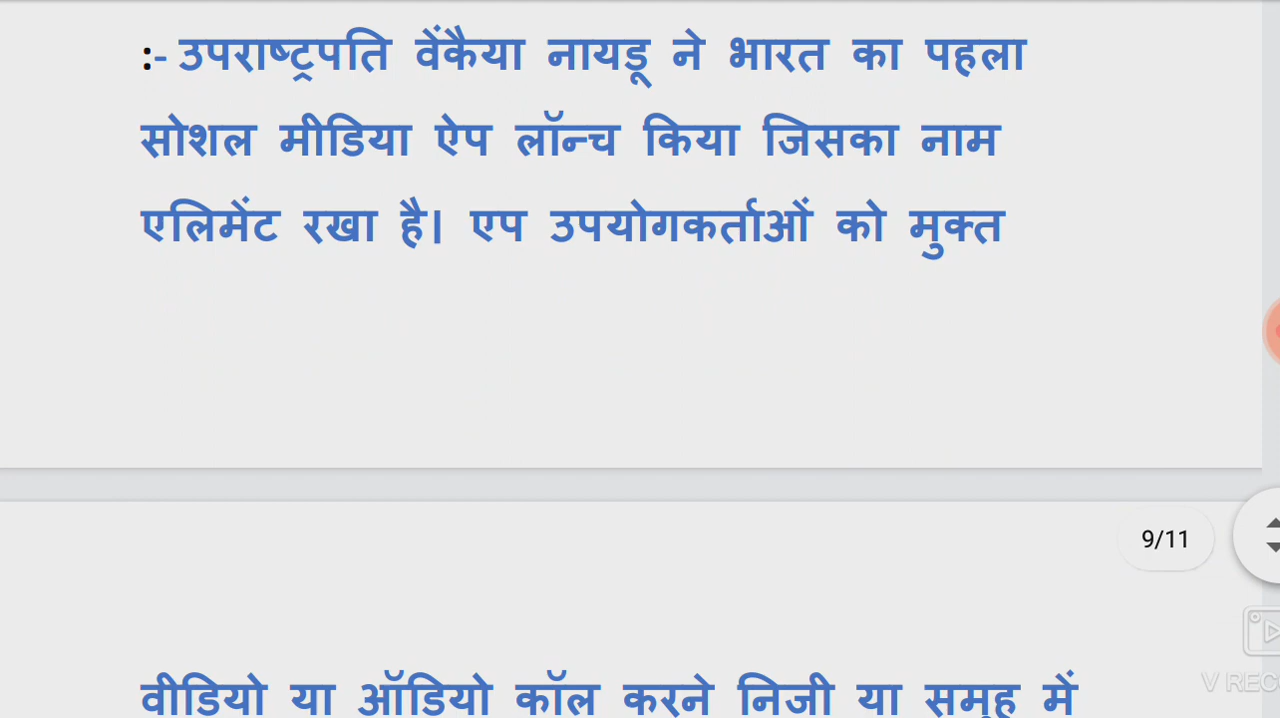 :- उपराष्ट्रपति वेंकैया नायडू ने भारत का पहला
सोशल मीडिया ऐप लॉन्च किया जिसका नाम
एलिमेंट रखा है। एप उपयोगकर्ताओं को मुक्त
9/11
वीडियो या ऑडियो कॉल करने निजी या समूह में